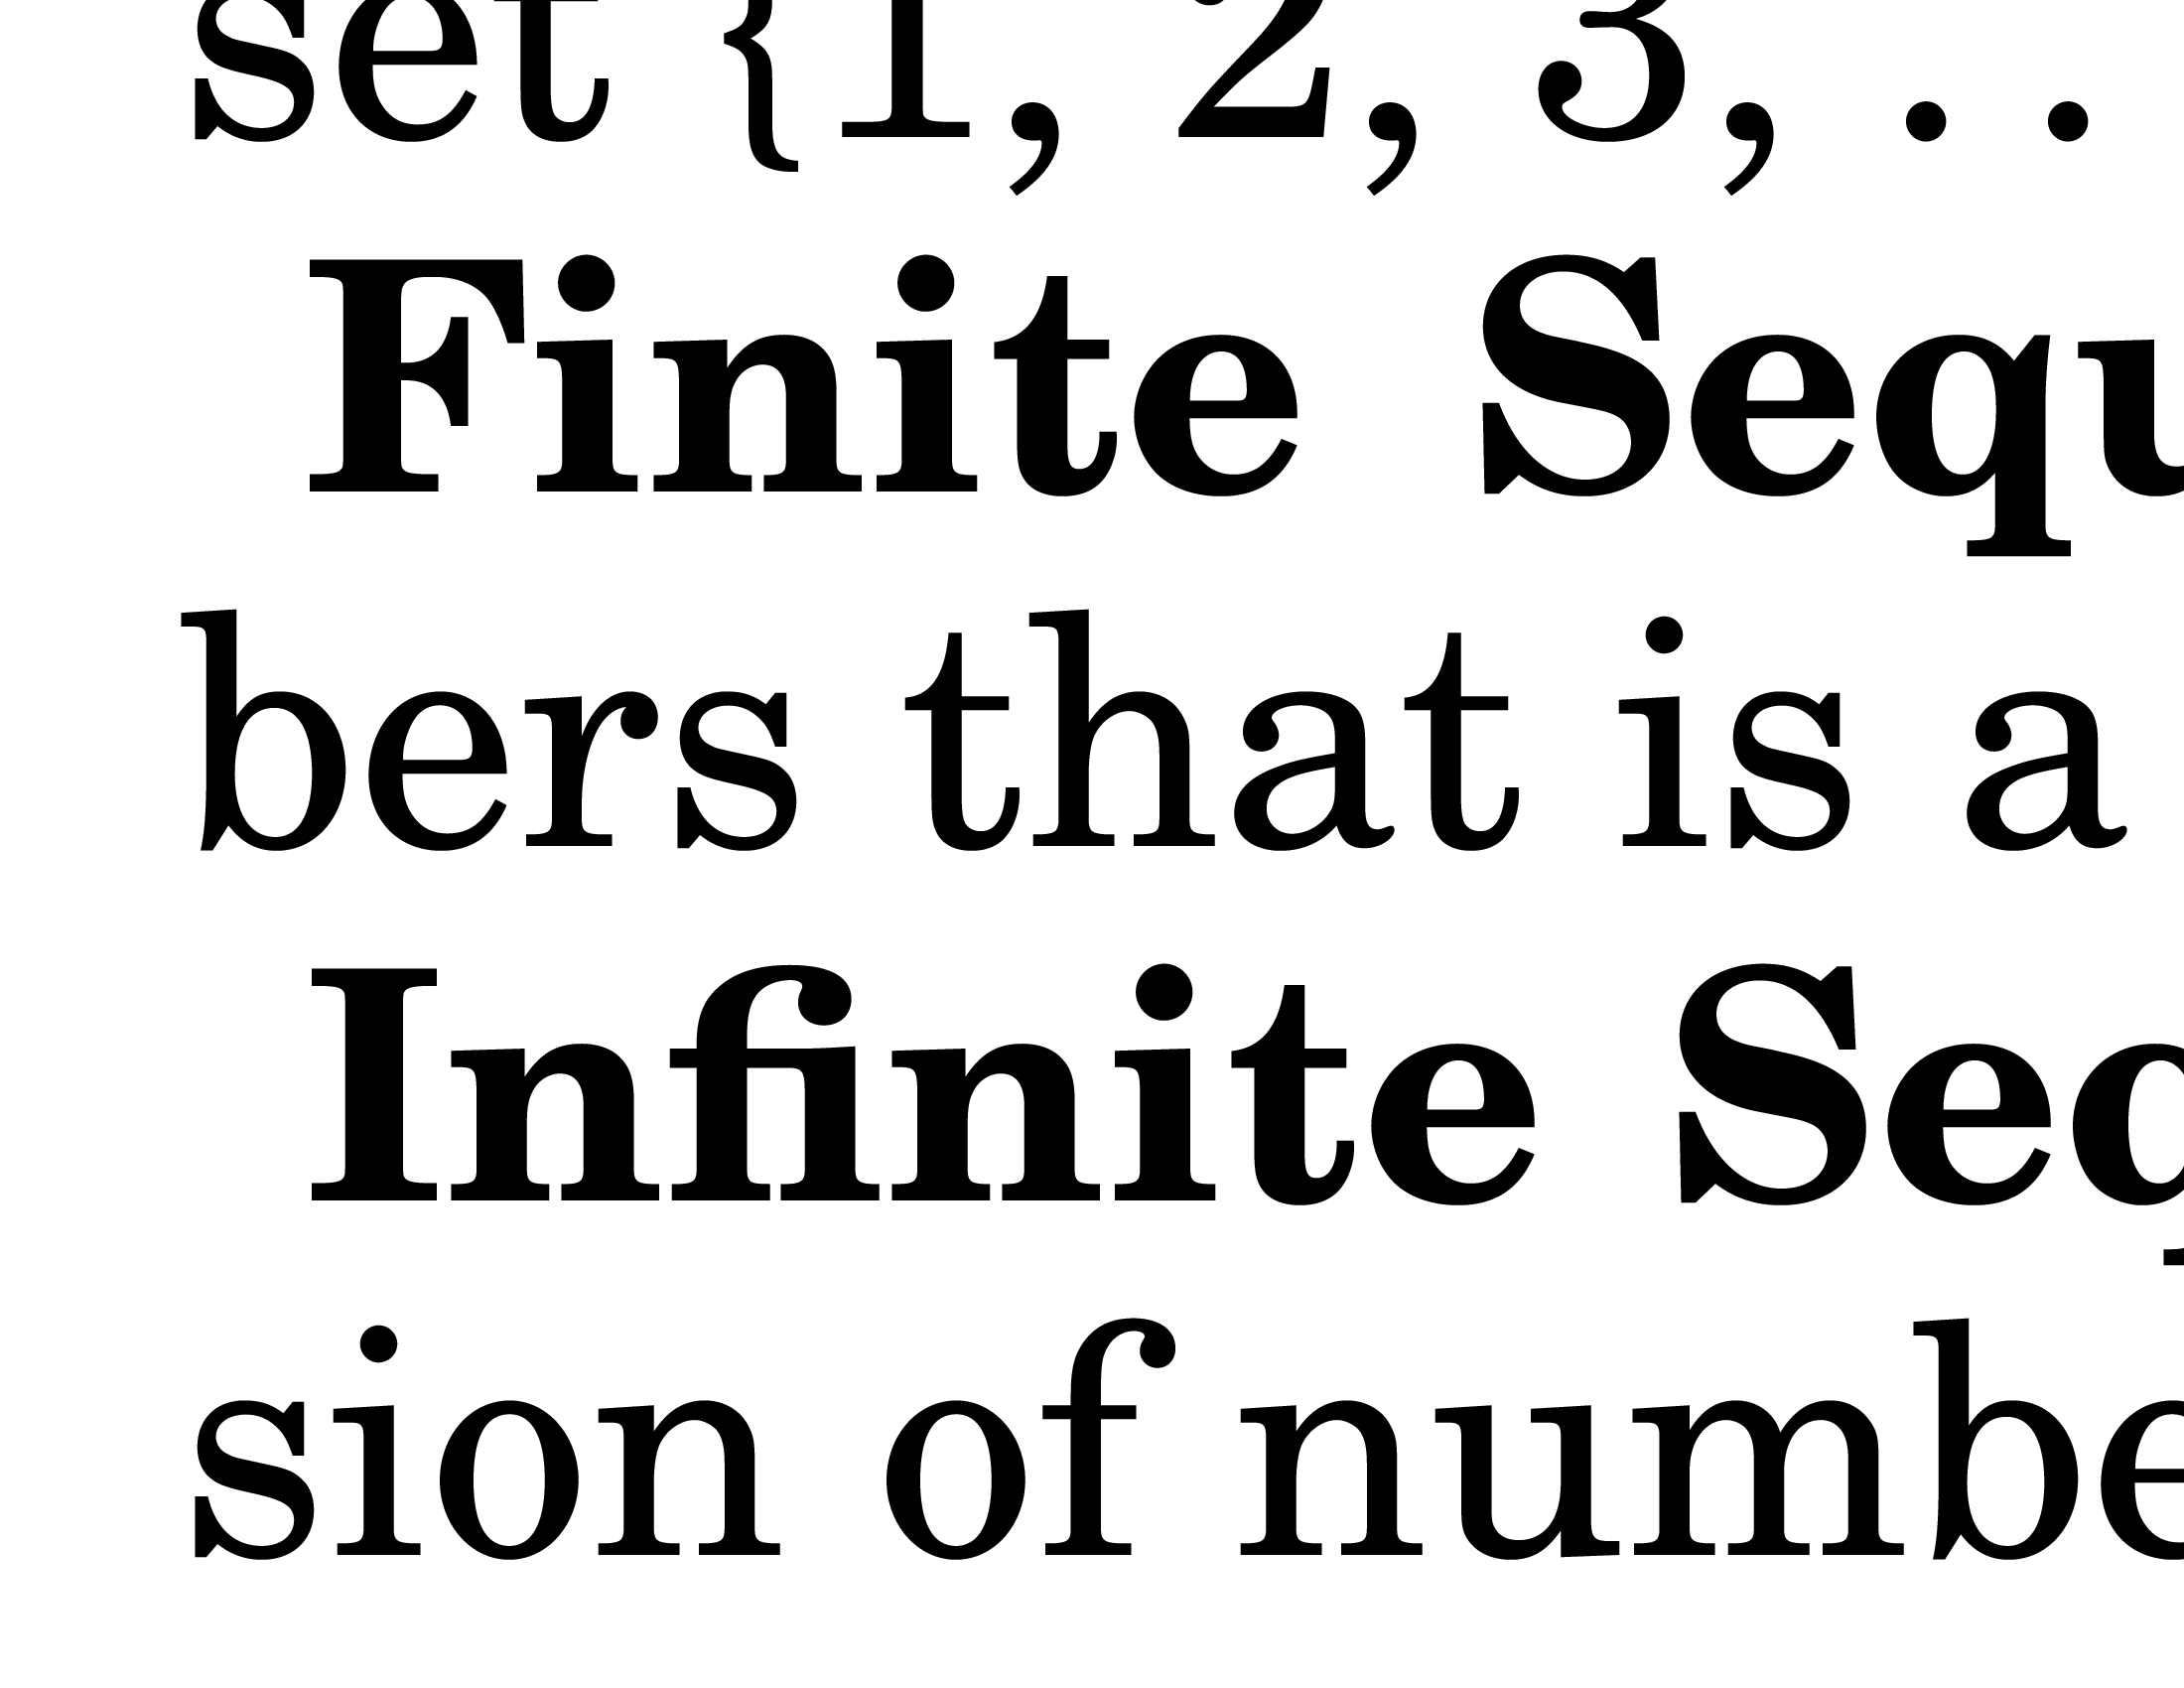 set {1, 2, 3, . .
Finite Sequ
bers that is a
Infinite Seq
sion of numbe